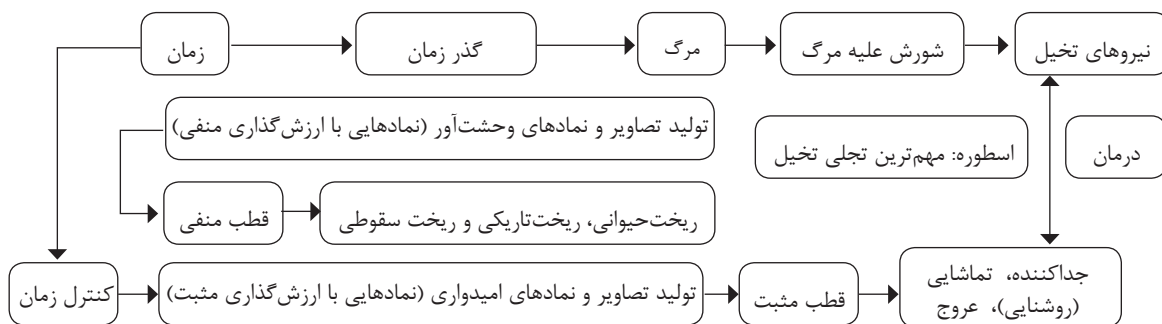 زمان
گذر زمان
مرگ
شورش علیه مرگ
نیروهای تخیل
تولید تصاویر و نمادهای وحشت‌آور (نمادهایی با ارزش‌گذاری منفی)
اسطوره: مهم‌ترین تجلی تخیل
درمان
قطب منفی
ریخت‌حیوانی، ریخت‌تاریکی و ریخت سقوطی
کنترل زمان
تولید تصاویر و نمادهای امیدواری (نمادهایی با ارزش‌گذاری مثبت)
قطب مثبت
جداکننده، تماشایی
(روشنایی)، عروج